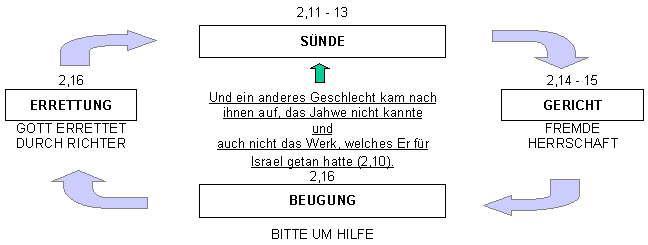 2,11 - 13
SÜNDE
2,16
ERRETTUNG
GOTT ERRETTET
DURCH RICHTER
Und ein anderes Geschlecht kam nach
ihnen auf, das Jahwe nicht kannte
und
auch nicht das Werk, welches Er für
Israel getan hatte (2,10).
2,14 - 15
GERICHT
FREMDE
HERRSCHAFT
2,16
BEUGUNG
BITTE UM HILFE